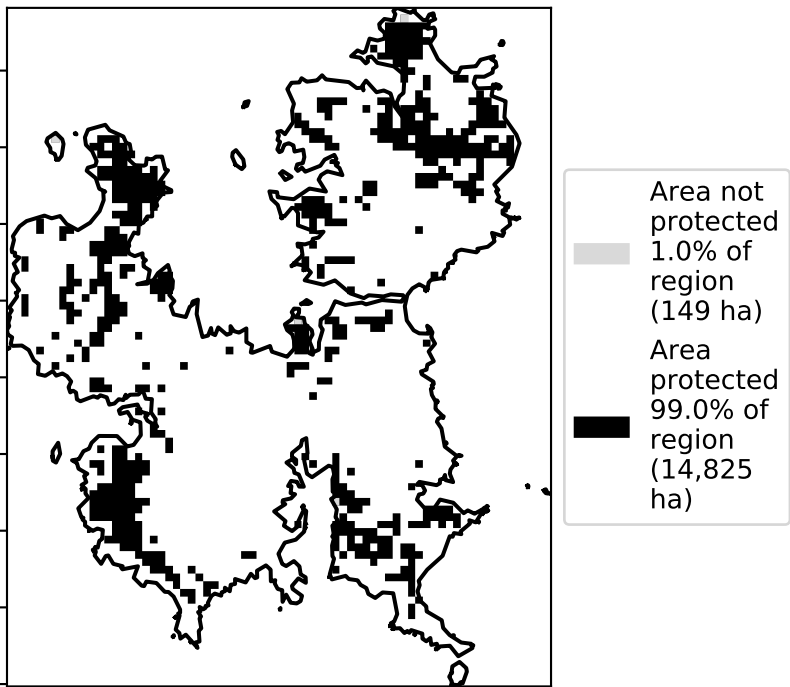 Area not
protected
1.0% of
region
(149 ha)
Area
protected
99.0% of
region
(14,825
ha)